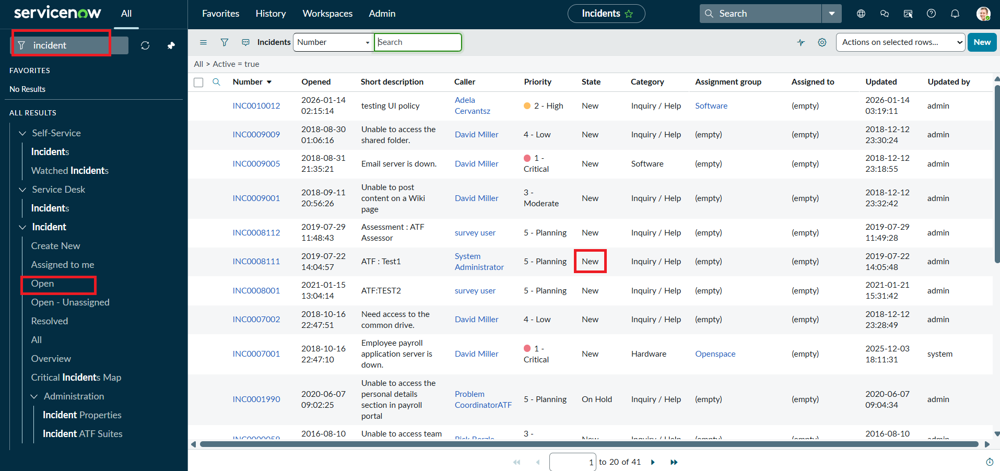 servicenow All Favorites History Workspaces Admin Incidents Search
incident
FAVORITES
No Results
ALL RESULTS
Self-Service
Incidents
Watched Incidents
Service Desk
Incidents
Incident
Create New
Assigned to me
Open
Open - Unassigned
Resolved
All
Overview
Critical Incidents Map
Administration
Incident Properties
Incident ATF Suites
Incidents Number Search Actions on selected rows... New
All > Active = true
Number Opened Short description Caller Priority State Category Assignment group Assigned to Updated Updated by
INC0010012 2026-01-14 02:15:14 testing UI policy Adela Cervantsz 2 - High New Inquiry / Help Software (empty) 2026-01-14 03:19:11 admin
INC0009009 2018-08-30 01:06:16 Unable to access the shared folder. David Miller 4 - Low New Inquiry / Help (empty) (empty) 2018-12-12 23:30:24 admin
INC0009005 2018-08-31 21:35:21 Email server is down. David Miller 1 - Critical New Software (empty) (empty) 2018-12-12 23:18:55 admin
INC0009001 2018-09-11 20:56:26 Unable to post content on a Wiki page David Miller 3 - Moderate New Inquiry / Help (empty) (empty) 2018-12-12 23:32:42 admin
INC0008112 2019-07-29 11:48:43 Assessment : ATF Assessor survey user 5 - Planning New Inquiry / Help (empty) (empty) 2019-07-29 11:49:28 admin
INC0008111 2019-07-22 14:04:57 ATF : Test1 System Administrator 5 - Planning New Inquiry / Help (empty) (empty) 2019-07-22 14:05:48 admin
INC0008001 2021-01-15 13:04:14 ATF:TEST2 survey user 5 - Planning New Inquiry / Help (empty) (empty) 2021-01-21 15:31:42 admin
INC0007002 2018-10-16 22:47:51 Need access to the common drive. David Miller 4 - Low New Inquiry / Help (empty) (empty) 2018-12-12 23:28:49 admin
INC0007001 2018-10-16 22:47:10 Employee payroll application server is down. David Miller 1 - Critical New Hardware Openspace (empty) 2025-12-03 18:11:31 system
INC0001990 2020-06-07 09:02:25 Unable to access the personal details section in payroll portal Problem CoordinatorATF 5 - Planning On Hold Inquiry / Help (empty) (empty) 2020-06-07 09:04:34 admin
2016-08-10 Unable to access team 3 - 2016-08-10
1 to 20 of 41